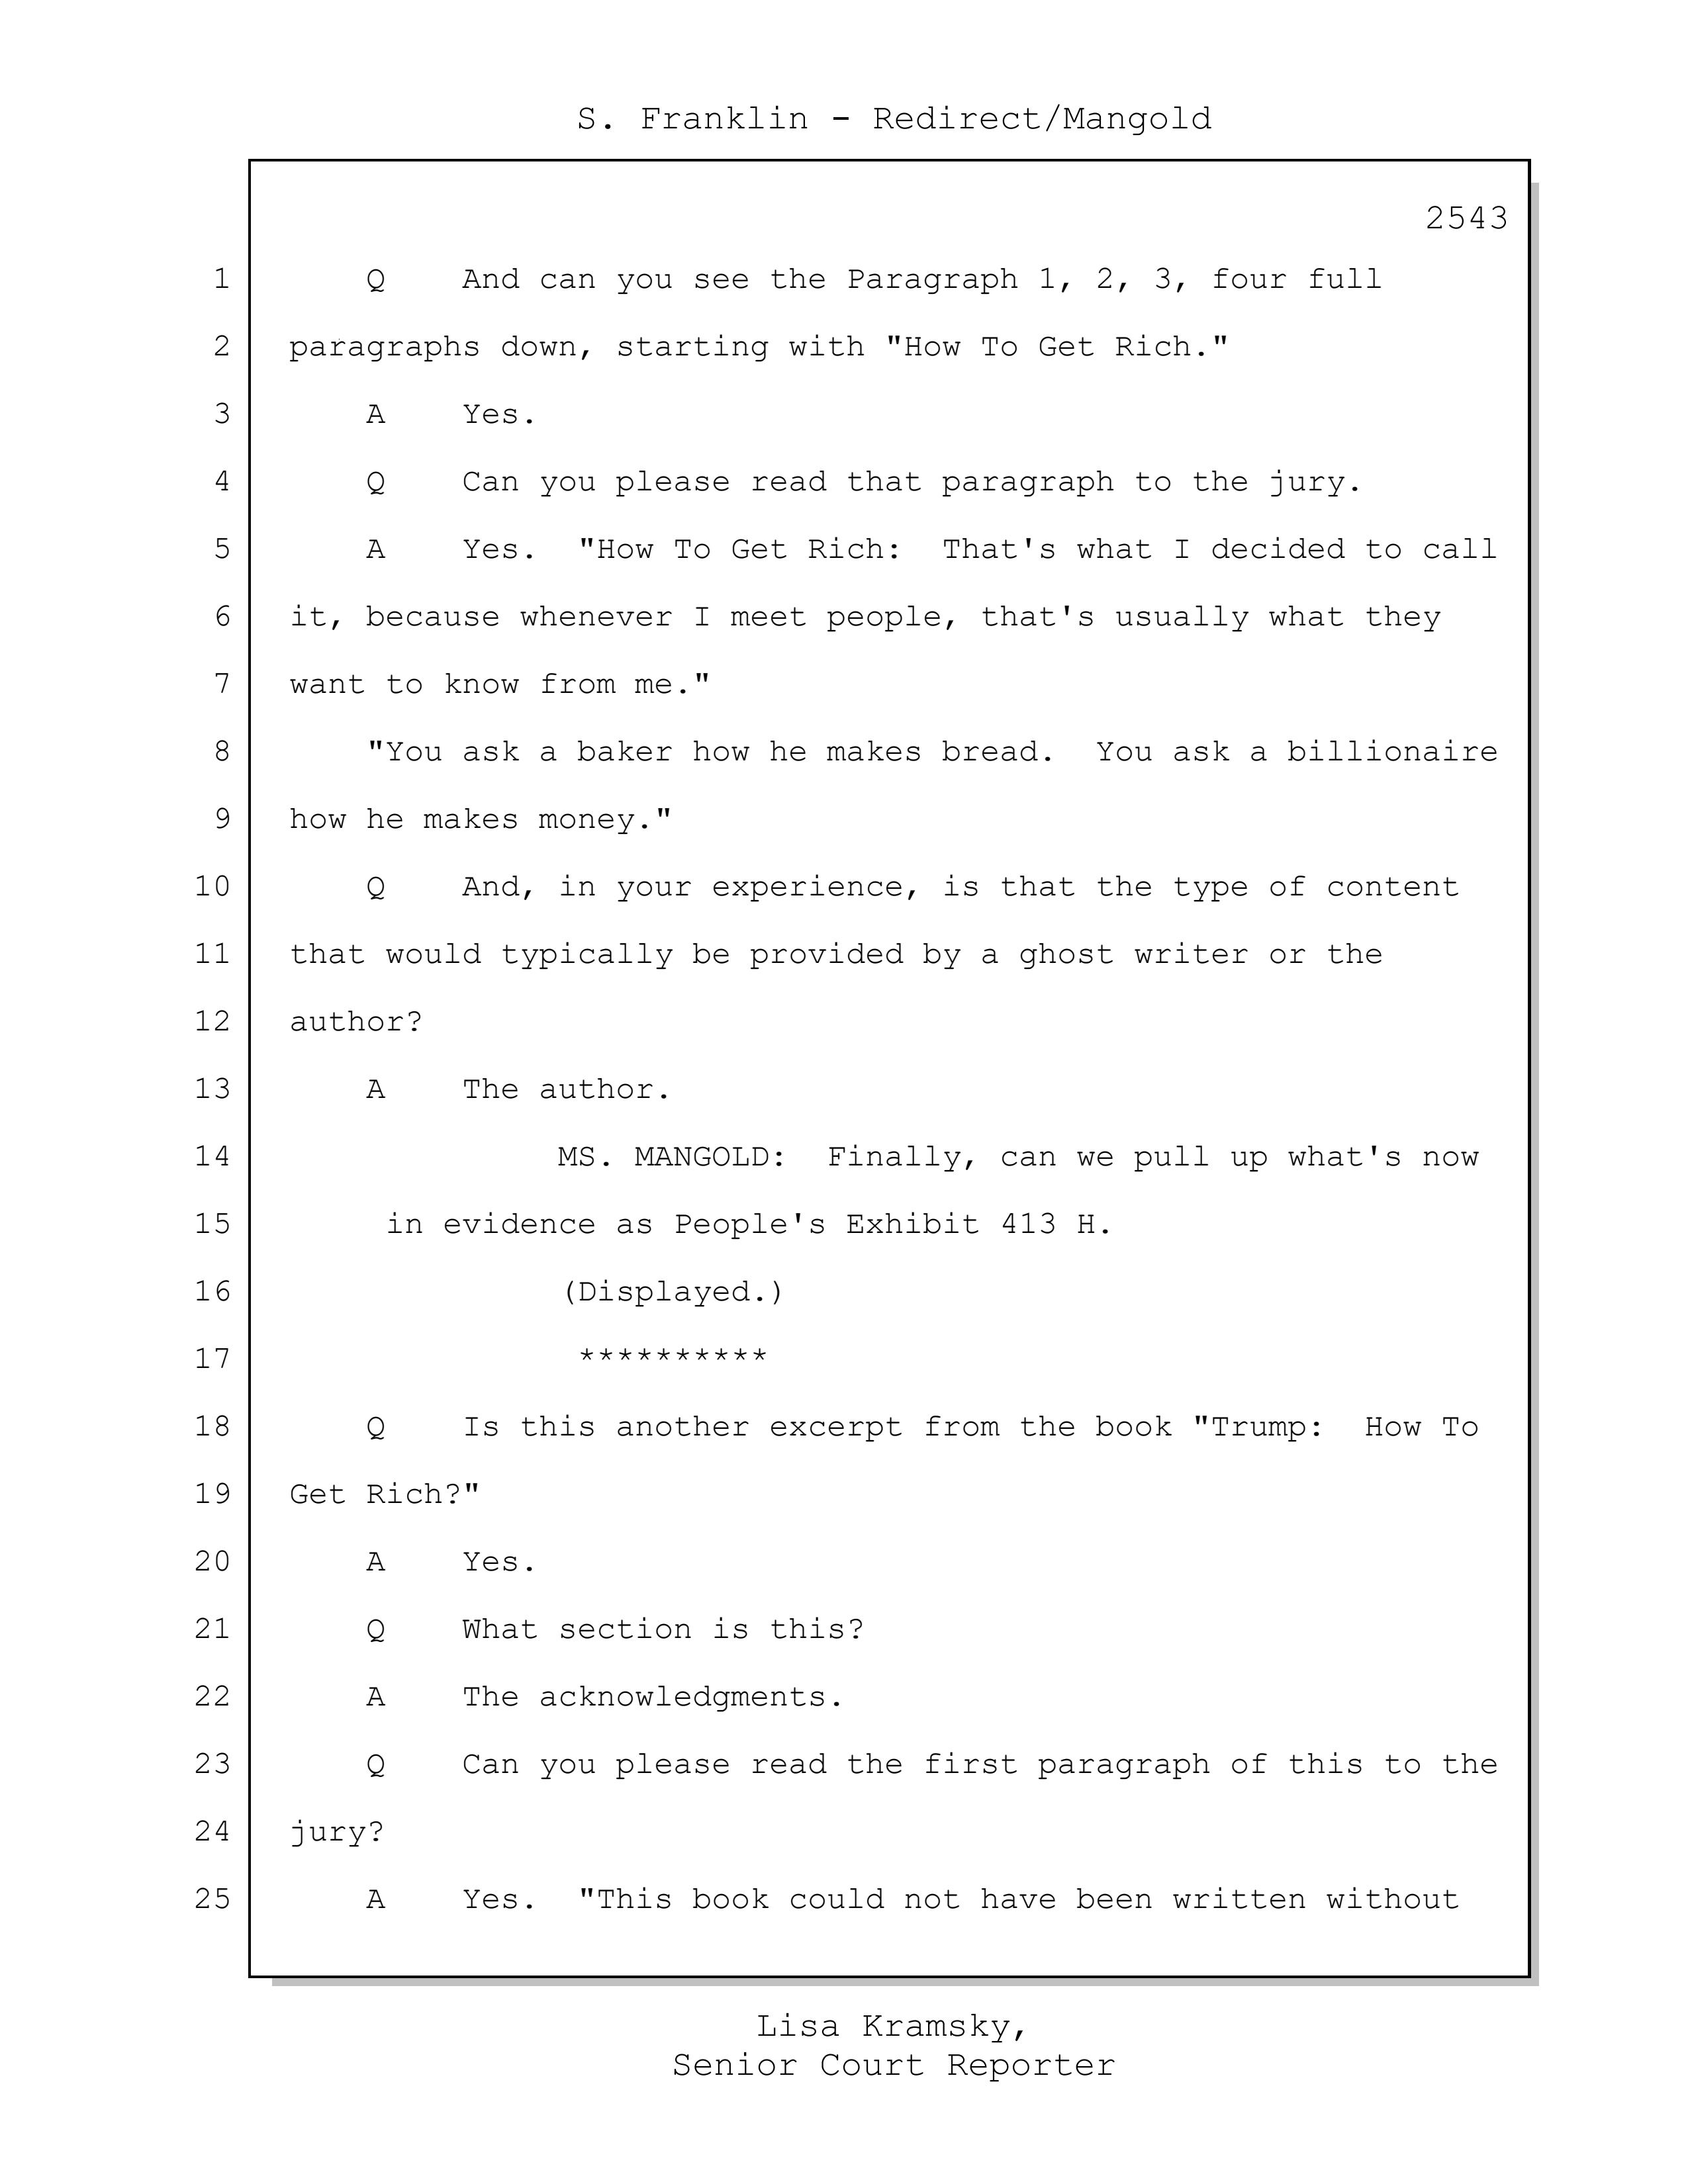 S. Franklin - Redirect/Mangold
2543
1 Q And can you see the Paragraph 1, 2, 3, four full
2 paragraphs down, starting with "How To Get Rich."
3 A Yes.
4 Q Can you please read that paragraph to the jury.
5 A Yes. "How To Get Rich: That's what I decided to call
6 it, because whenever I meet people, that's usually what they
7 want to know from me."
8 "You ask a baker how he makes bread. You ask a billionaire
9 how he makes money."
10 Q And, in your experience, is that the type of content
11 that would typically be provided by a ghost writer or the
12 author?
13 A The author.
14 MS. MANGOLD: Finally, can we pull up what's now
15 in evidence as People's Exhibit 413 H.
16 (Displayed.)
17 **********
18 Q Is this another excerpt from the book "Trump: How To
19 Get Rich?"
20 A Yes.
21 Q What section is this?
22 A The acknowledgments.
23 Q Can you please read the first paragraph of this to the
24 jury?
25 A Yes. "This book could not have been written without
Lisa Kramsky,
Senior Court Reporter